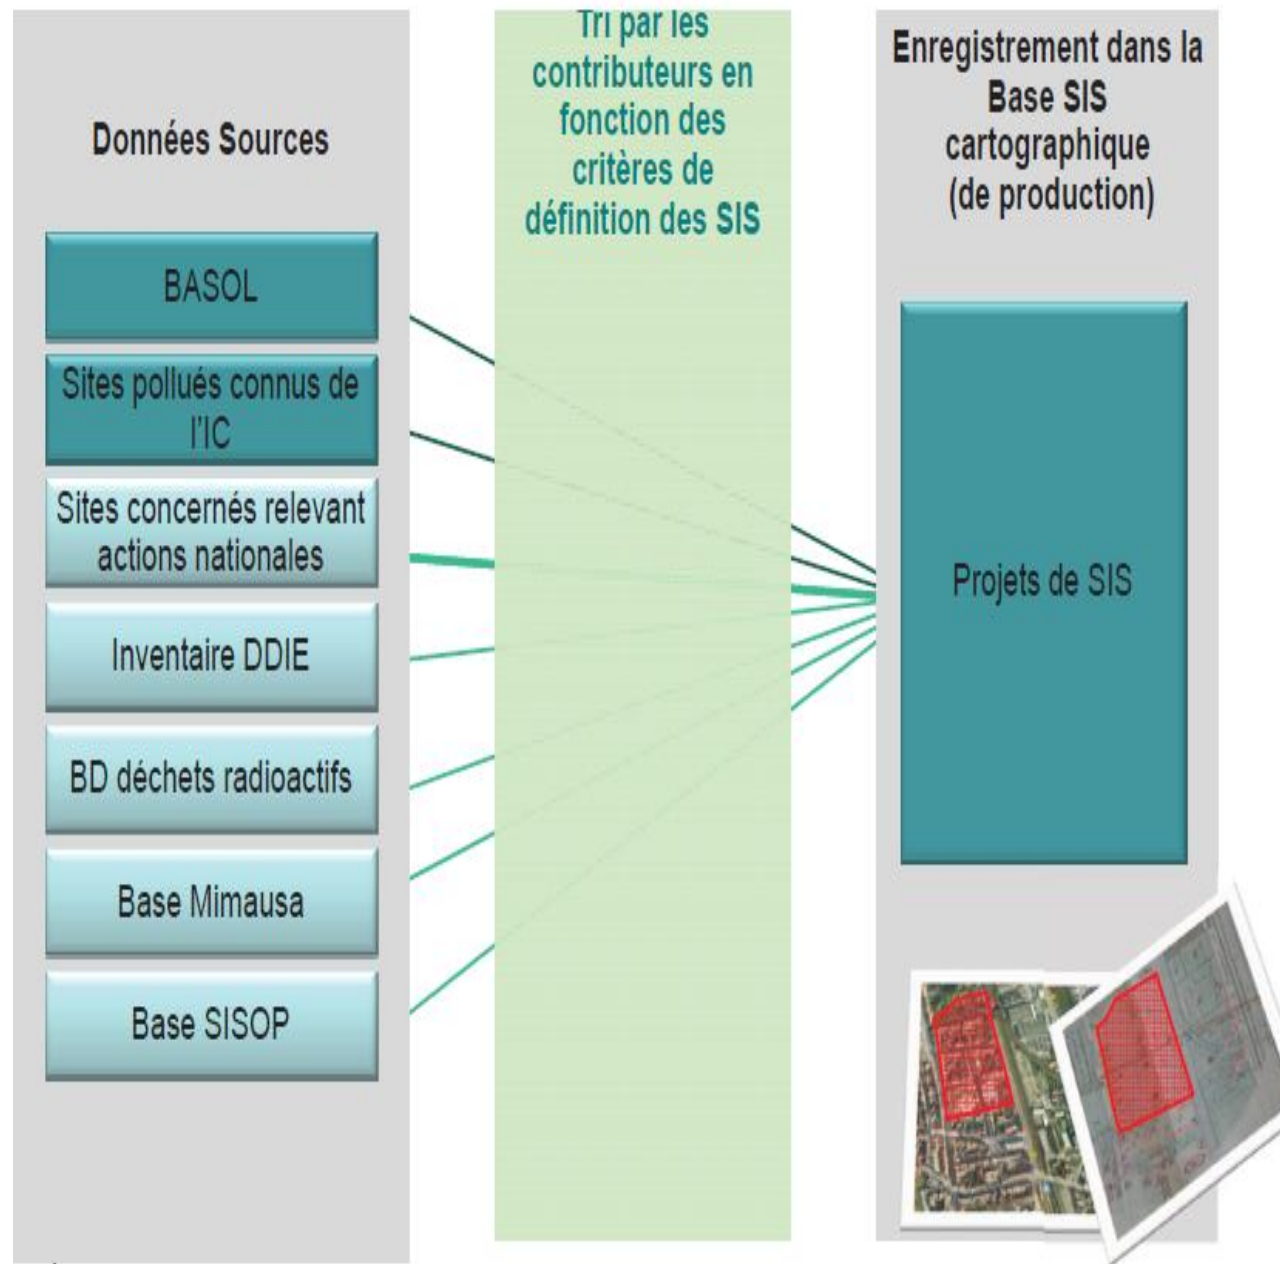 Données Sources
BASOL
Sites pollués connus de
l'IC
Sites concernés relevant
actions nationales
Inventaire DDIE
BD déchets radioactifs
Base Mimausa
Base SISOP
Tri par les
contributeurs en
fonction des
critères de
définition des SIS
Enregistrement dans la
Base SIS
cartographique
(de production)
Projets de SIS